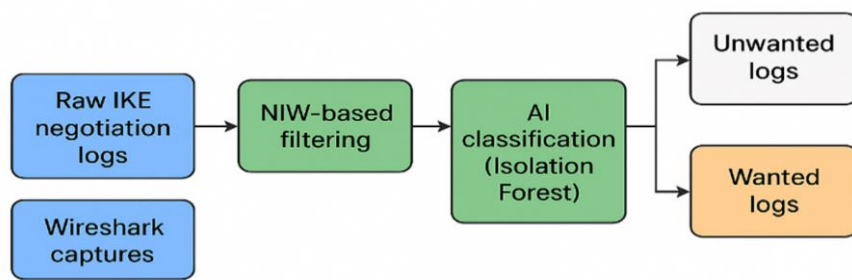 Raw IKE
negotiation
logs
Wireshark
captures
NIW-based
filtering
AI
classification
(Isolation
Forest)
Unwanted
logs
Wanted
logs